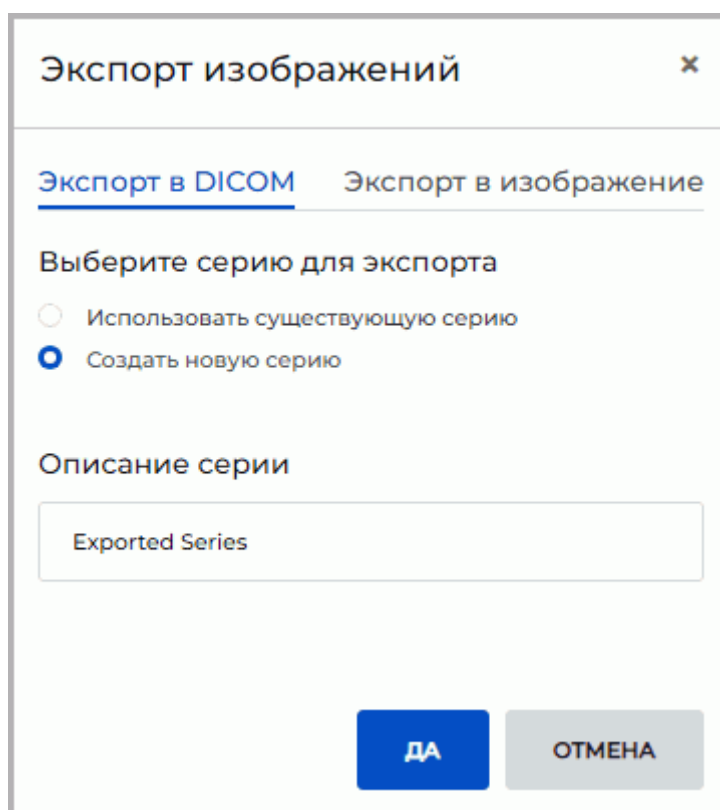 Экспорт изображений ×
Экспорт в DICOM Экспорт в изображение
Выберите серию для экспорта
Использовать существующую серию
Создать новую серию
Описание серии
Exported Series
ДА ОТМЕНА